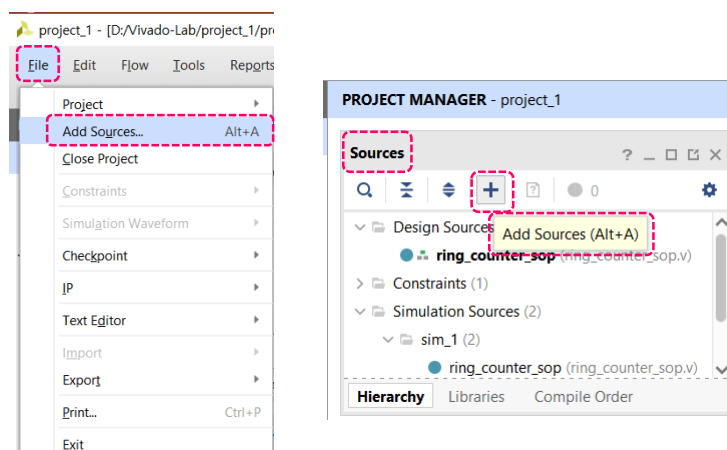 project_1 - [D:/Vivado-Lab/project_1/pr
File Edit Flow Tools Reports
Project
Add Sources... Alt+A
Close Project
Constraints
Simulation Waveform
Checkpoint
IP
Text Editor
Import
Export
Print... Ctrl+P
Exit
PROJECT MANAGER - project_1
Sources
? _
+ ? 0
Design Sources
Add Sources (Alt+A)
ring_counter_sop (ring_counter_sop.v)
Constraints (1)
Simulation Sources (2)
sim_1 (2)
ring_counter_sop (ring_counter_sop.v)
Hierarchy Libraries Compile Order